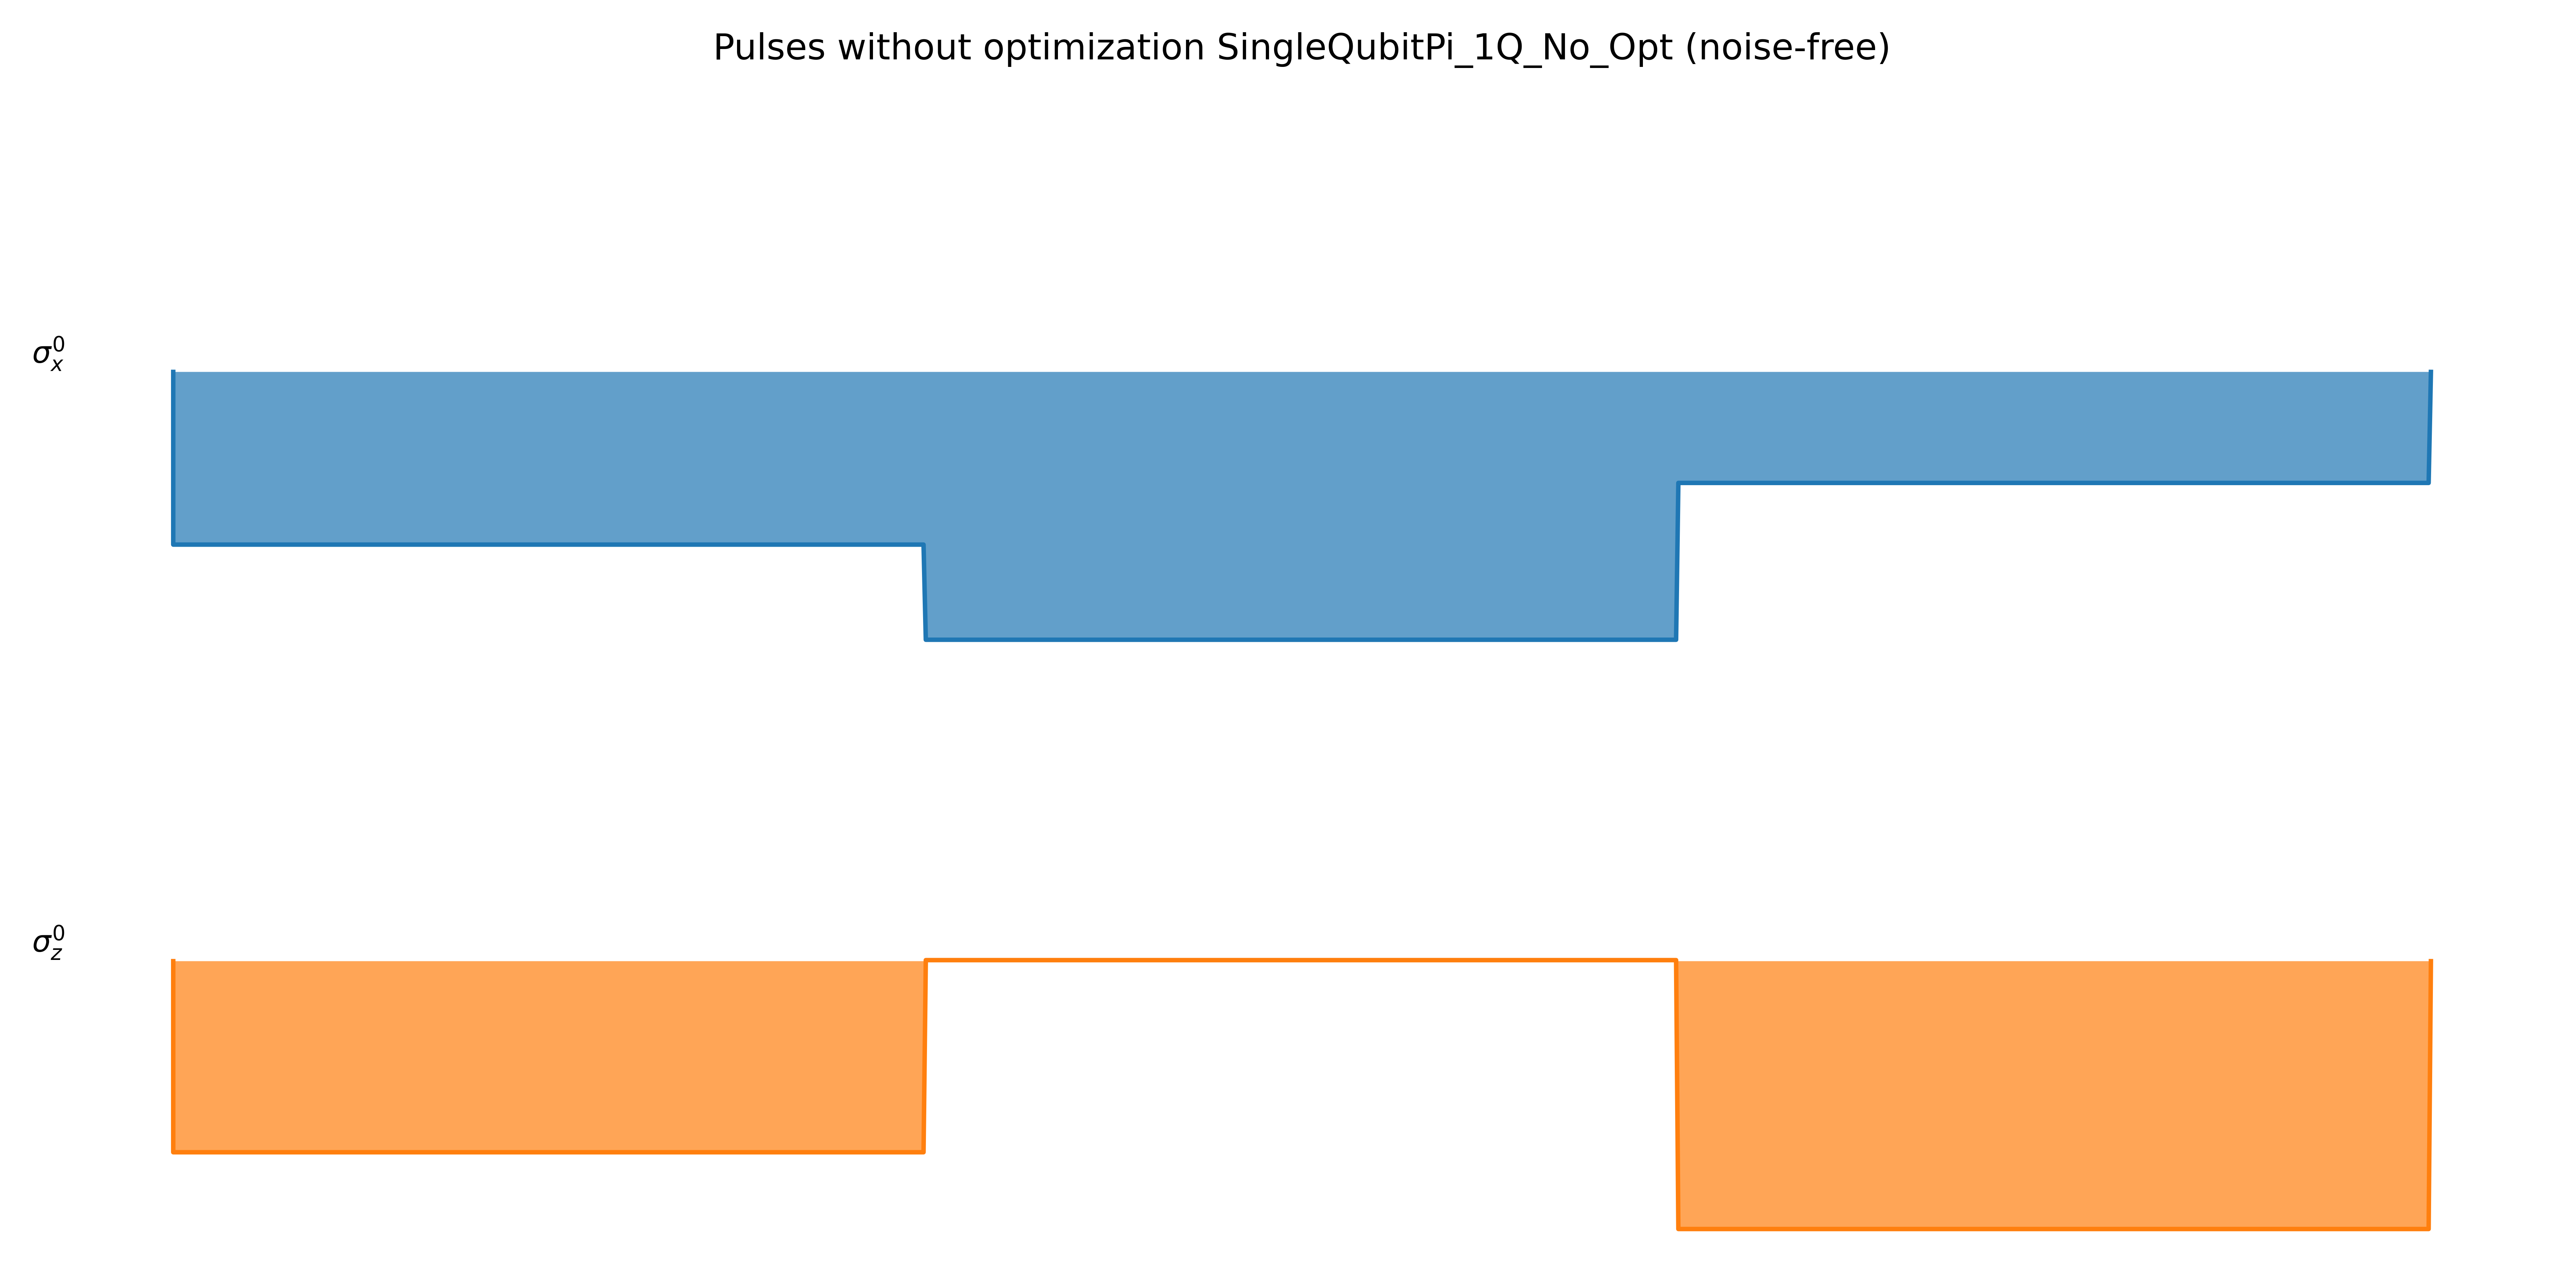 Pulses without optimization SingleQubitPi_1Q_No_Opt (noise-free)
σ_x^0
σ_z^0